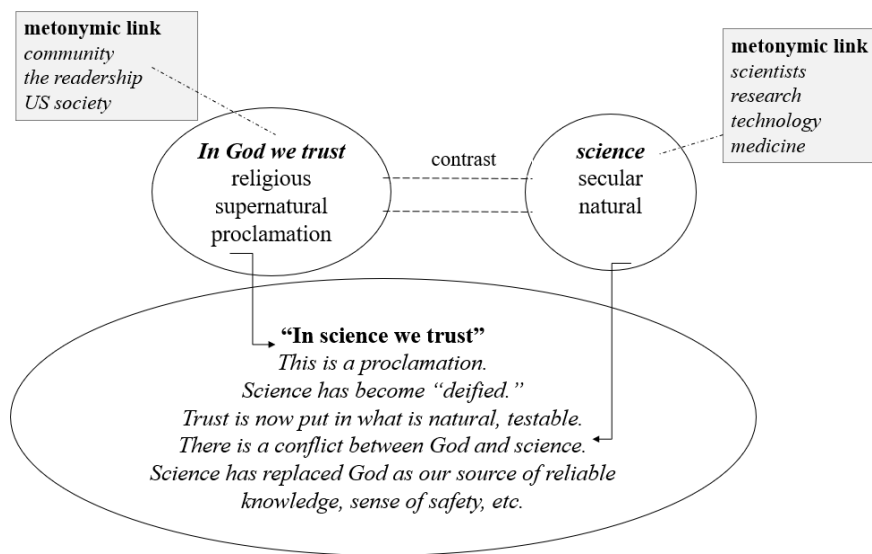 metonymic link
community
the readership
US society
metonymic link
scientists
research
technology
medicine
In God we trust
religious
supernatural
proclamation
contrast
science
secular
natural
“In science we trust”
This is a proclamation.
Science has become “deified.”
Trust is now put in what is natural, testable.
There is a conflict between God and science.
Science has replaced God as our source of reliable
knowledge, sense of safety, etc.